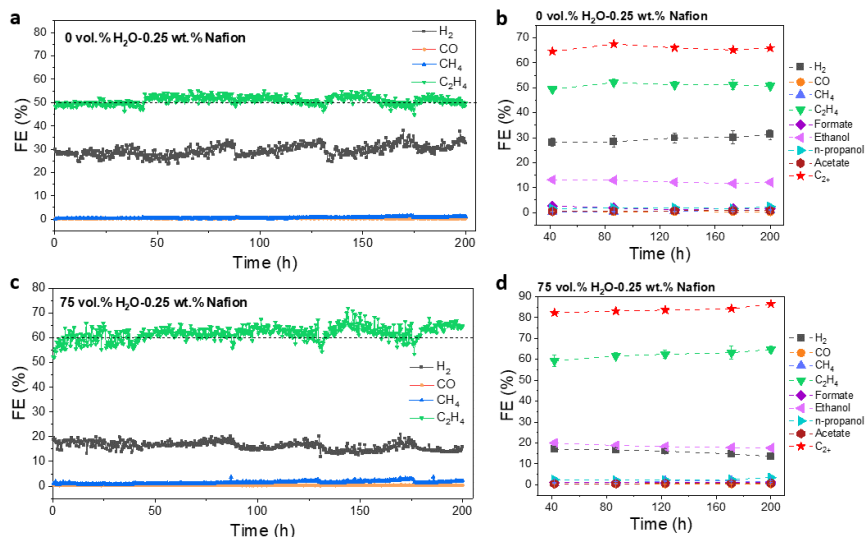 a
0 vol.% H₂O-0.25 wt.% Nafion
H₂
CO
CH₄
C₂H₄
FE (%)
80
70
60
50
40
30
20
10
0
0
50
100
150
200
Time (h)
b
0 vol.% H₂O-0.25 wt.% Nafion
H₂
CO
CH₄
C₂H₄
Formate
Ethanol
n-propanol
Acetate
C₂₊
FE (%)
70
60
50
40
30
20
10
0
40
80
120
160
200
Time (h)
c
75 vol.% H₂O-0.25 wt.% Nafion
H₂
CO
CH₄
C₂H₄
FE (%)
80
70
60
50
40
30
20
10
0
0
50
100
150
200
Time (h)
d
75 vol.% H₂O-0.25 wt.% Nafion
H₂
CO
CH₄
C₂H₄
Formate
Ethanol
n-propanol
Acetate
C₂₊
FE (%)
90
80
70
60
50
40
30
20
10
0
40
80
120
160
200
Time (h)